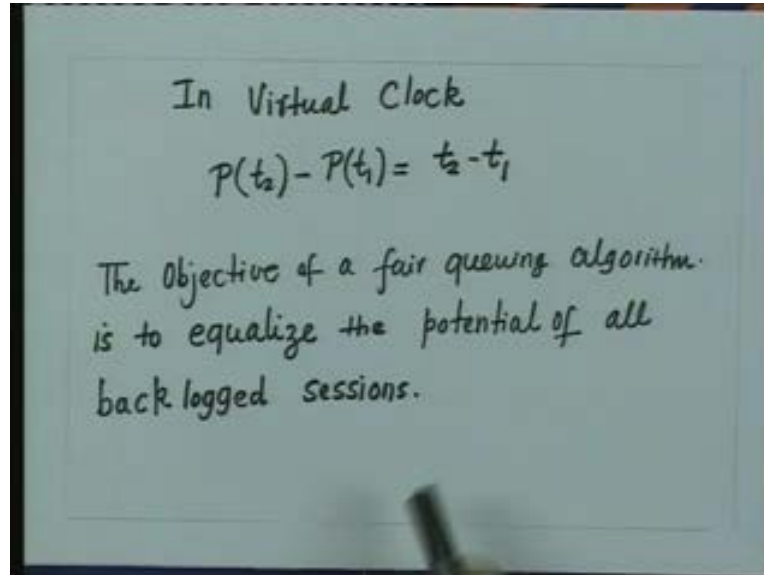 In Virtual Clock
P(t₂) - P(t₁) = t₂ - t₁
The Objective of a fair queuing algorithm.
is to equalize the potential of all
back logged sessions.